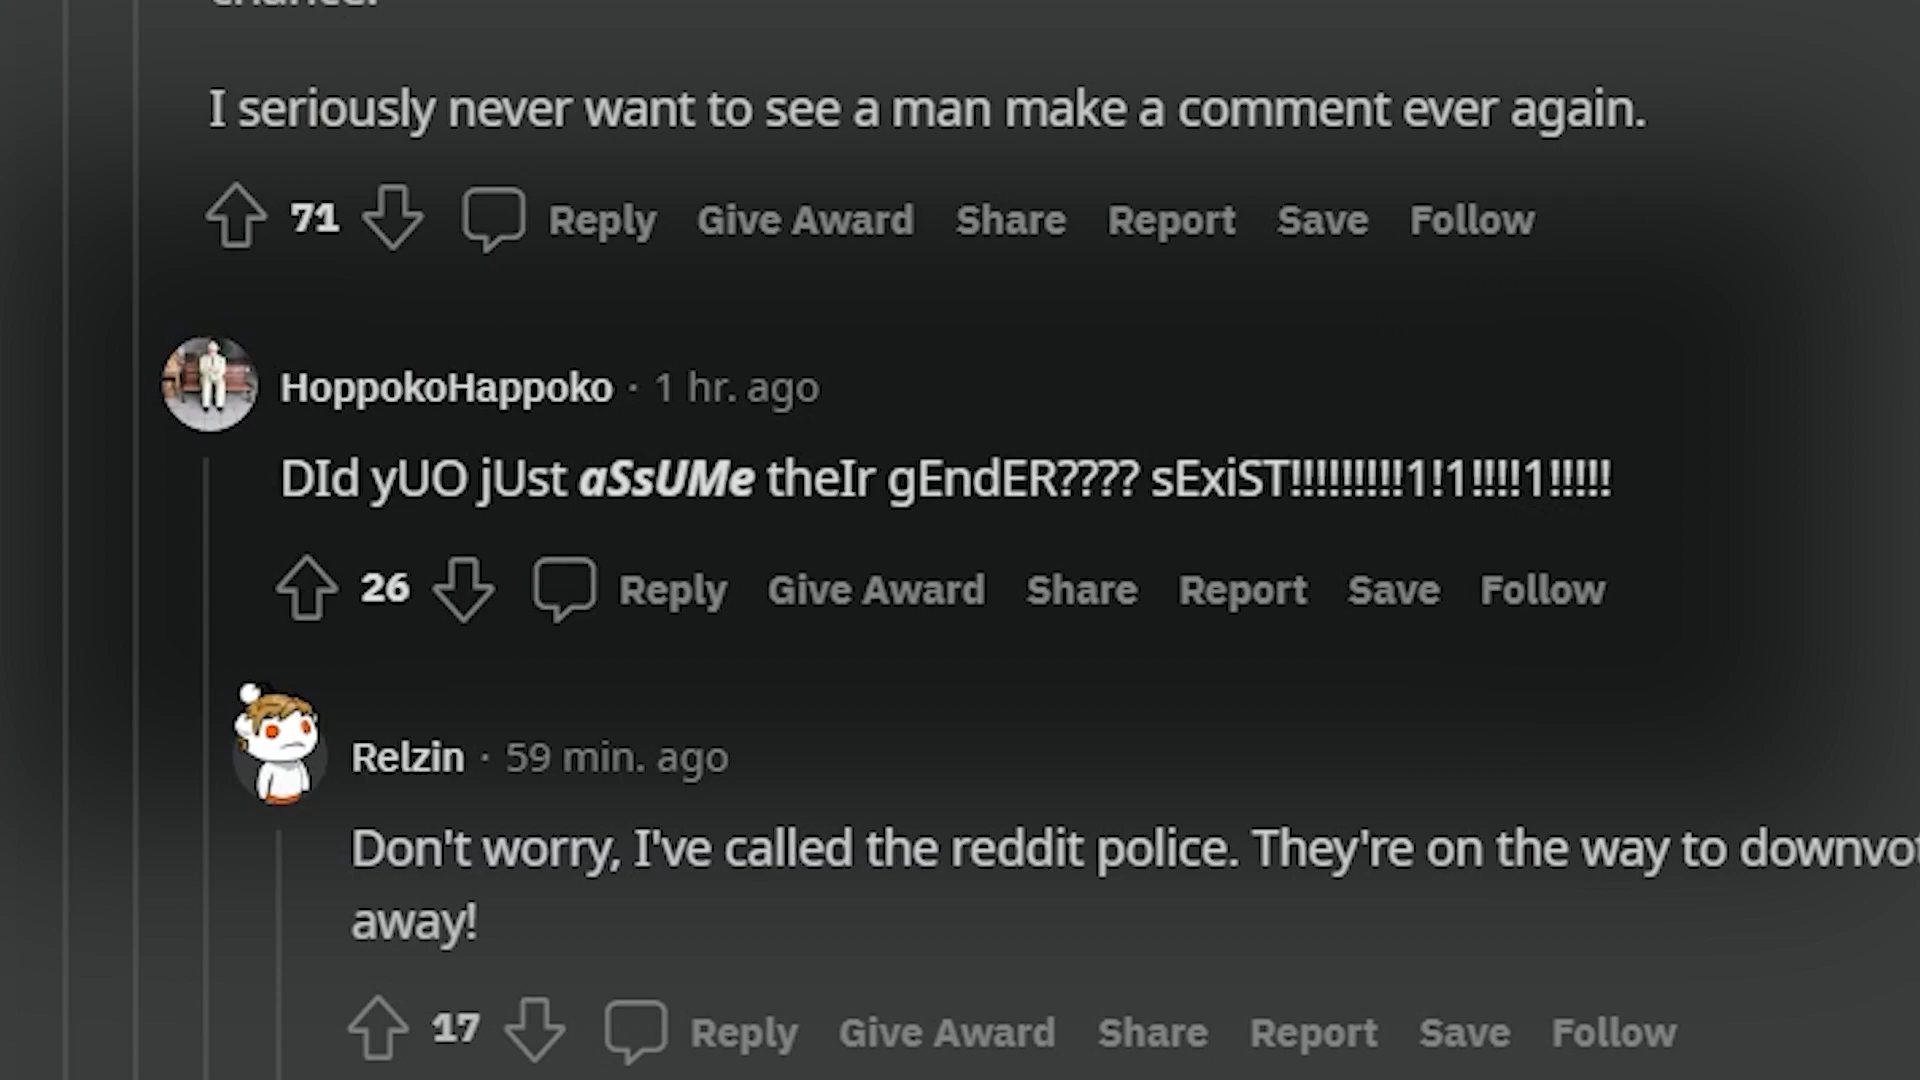 I seriously never want to see a man make a comment ever again.
71 Reply Give Award Share Report Save Follow
HoppokoHappoko · 1 hr. ago
DId yUO jUst aSsUMe theIr gEndER???? sExiST!!!!!!!!!!1!1!!!!1!!!!!
26 Reply Give Award Share Report Save Follow
Relzin · 59 min. ago
Don't worry, I've called the reddit police. They're on the way to
away!
17 Reply Give Award Share Report Save Follow